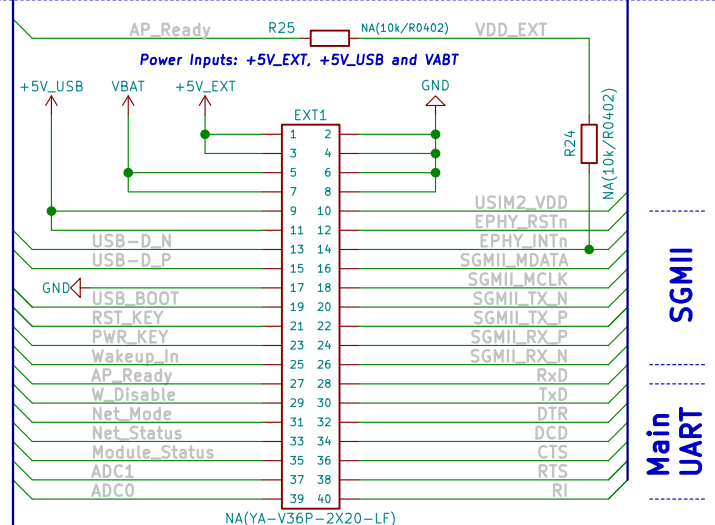 AP_Ready R25 NA(10k/R0402) VDD_EXT
Power Inputs: +5V_EXT, +5V_USB and VABT
+5V_USB VBAT +5V_EXT GND
EXT1
R24 NA(10k/R0402)
1 2
3 4
5 6
7 8
9 10 USIM2_VDD
11 12 EPHY_RSTn
USB-D_N 13 14 EPHY_INTn
USB-D_P 15 16 SGMII_MDATA
GND 17 18 SGMII_MCLK
USB_BOOT 19 20 SGMII_TX_N
RST_KEY 21 22 SGMII_TX_P
PWR_KEY 23 24 SGMII_RX_P
Wakeup_In 25 26 SGMII_RX_N
AP_Ready 27 28 RxD
W_Disable 29 30 TxD
Net_Mode 31 32 DTR
Net_Status 33 34 DCD
Module_Status 35 36 CTS
ADC1 37 38 RTS
ADC0 39 40 RI
NA(YA-V36P-2X20-LF)
SGMII
Main
UART